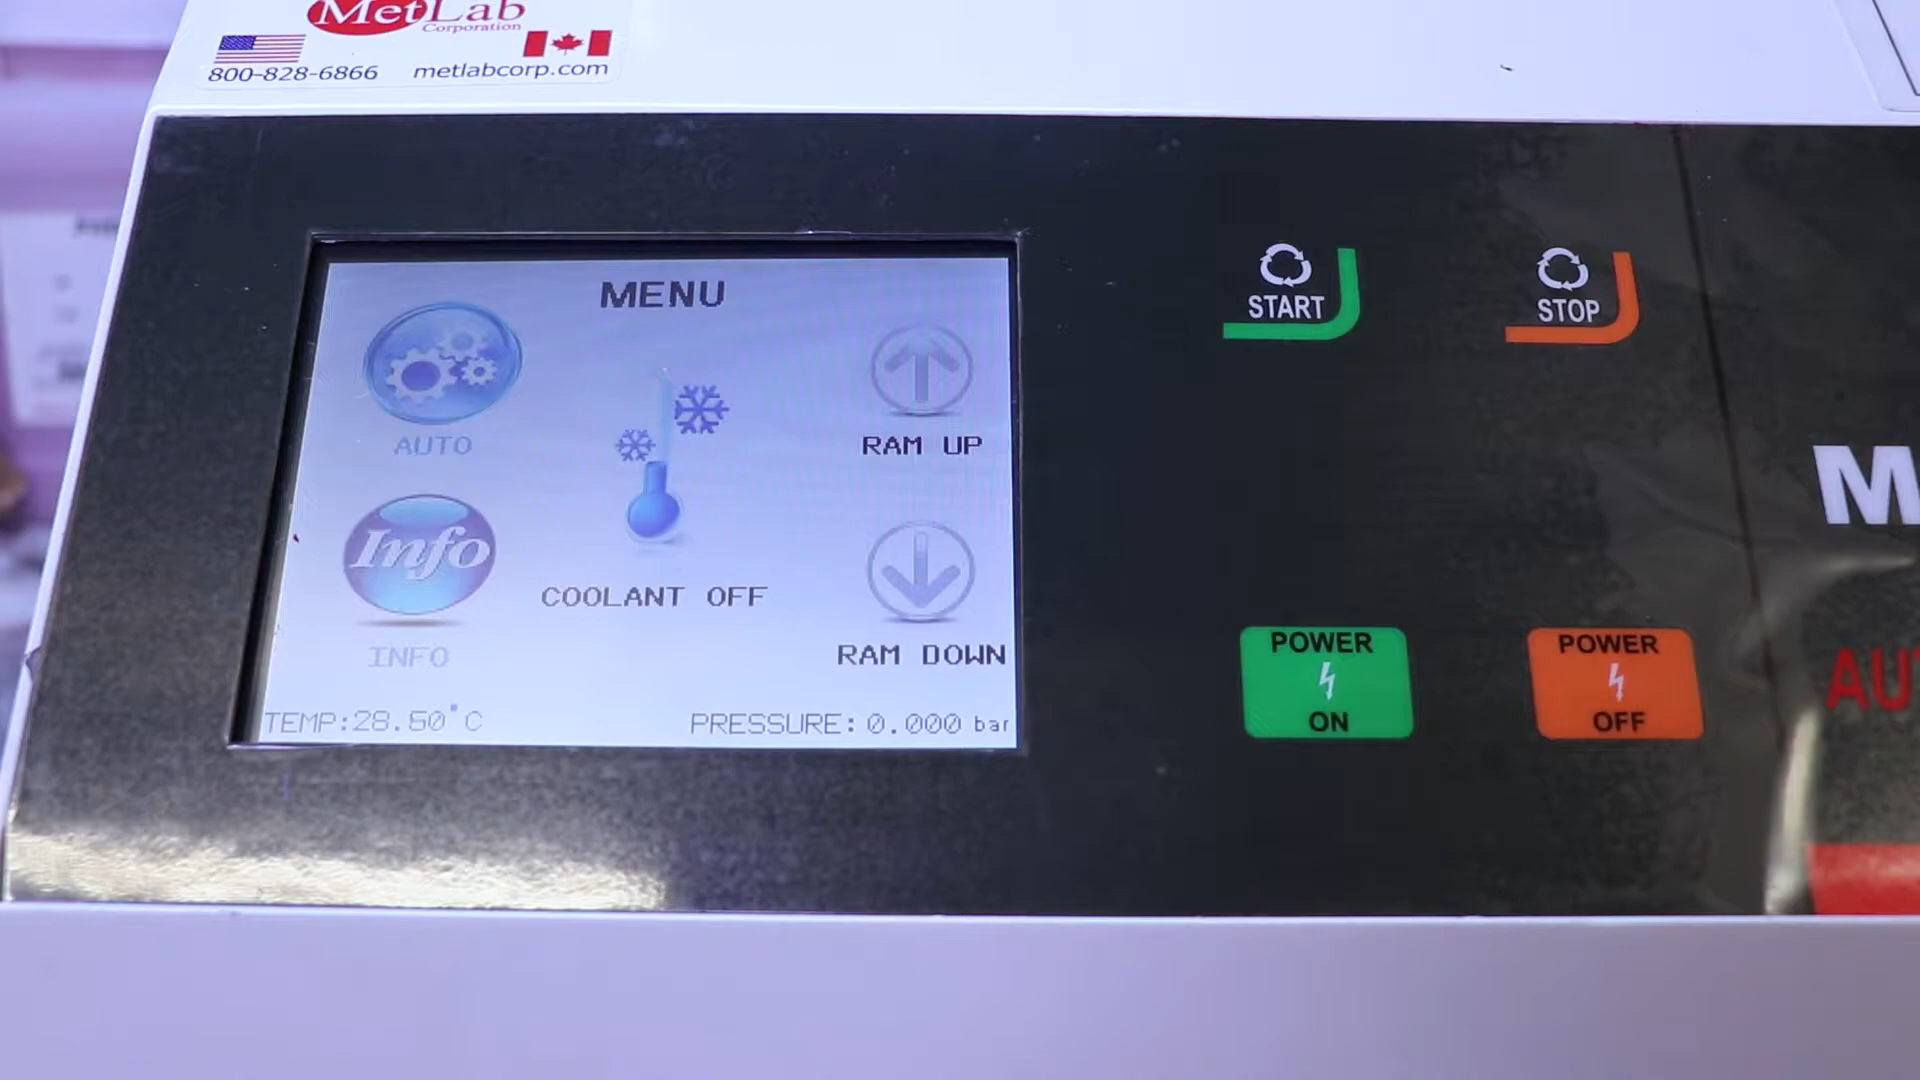 MetLab
Corporation
800-828-6866 metlabcorp.com
MENU
AUTO
Info
INFO
COOLANT OFF
RAM UP
RAM DOWN
TEMP:28.50°C
PRESSURE: 0.000 bar
START
STOP
POWER
ON
POWER
OFF
M
AU